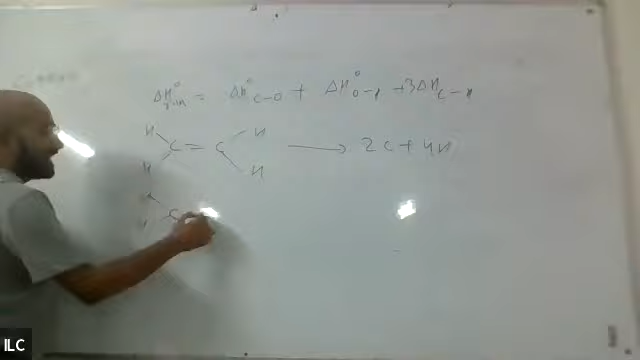 ΔH°rxn = ΔH°C-O + ΔH°O-H + 3ΔHC-H
H H
C = C → 2C + 4H
H H
C
ILC